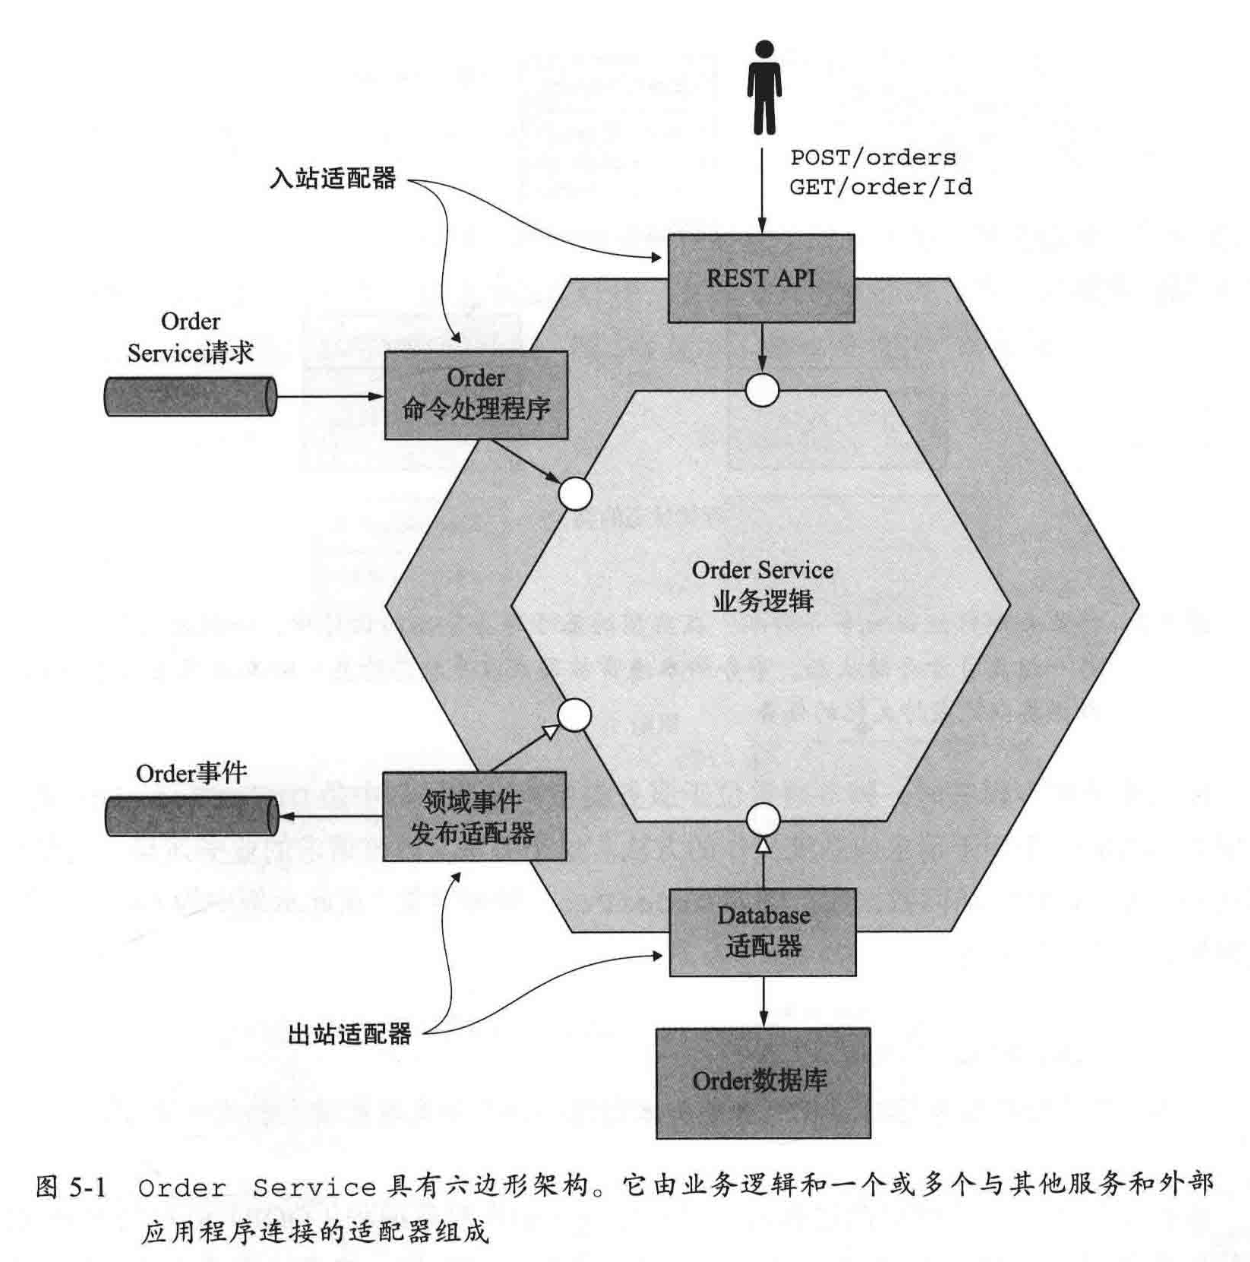 POST/orders
GET/order/Id
入站适配器
REST API
Order
Service请求
Order
命令处理程序
Order Service
业务逻辑
Order事件
领域事件
发布适配器
Database
适配器
出站适配器
Order数据库
图 5-1 Order Service 具有六边形架构。它由业务逻辑和一个或多个与其他服务和外部
应用程序连接的适配器组成